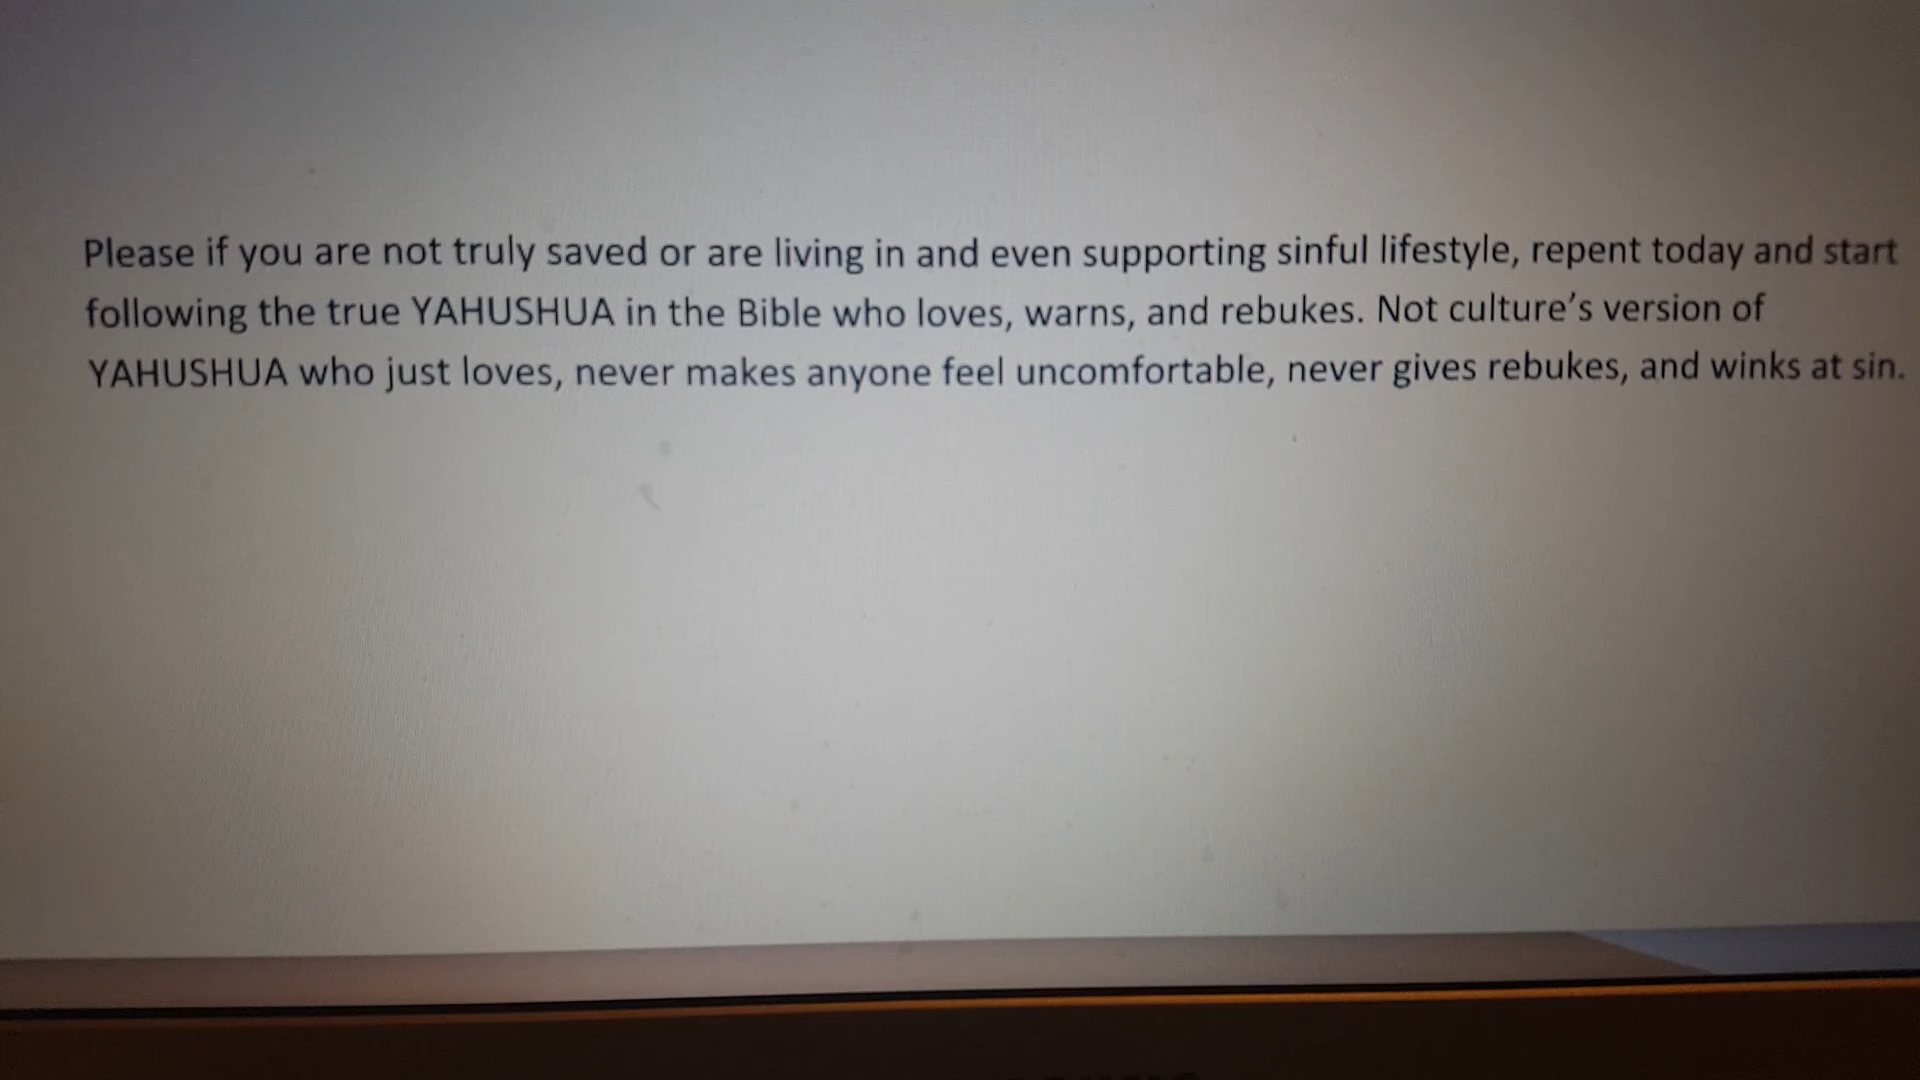 Please if you are not truly saved or are living in and even supporting sinful lifestyle, repent today and start
following the true YAHUSHUA in the Bible who loves, warns, and rebukes. Not culture’s version of
YAHUSHUA who just loves, never makes anyone feel uncomfortable, never gives rebukes, and winks at sin.